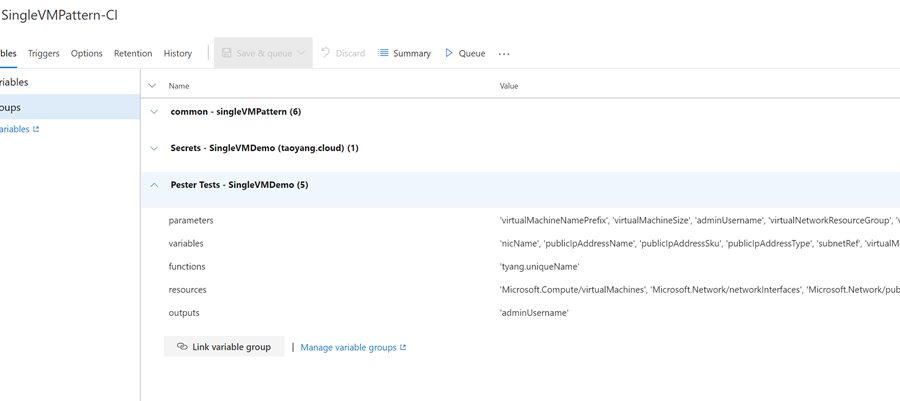 SingleVMPattern-CI
bles Triggers Options Retention History Save & queue Discard Summary Queue ...
riables
oups
ariables
Name Value
common - singleVMPattern (6)
Secrets - SingleVMDemo (taoyang.cloud) (1)
Pester Tests - SingleVMDemo (5)
parameters 'virtualMachineNamePrefix', 'virtualMachineSize', 'adminUsername', 'virtualNetworkResourceGroup', '
variables 'nicName', 'publicIpAddressName', 'publicIpAddressSku', 'publicIpAddressType', 'subnetRef', 'virtualM
functions 'tyang.uniqueName'
resources 'Microsoft.Compute/virtualMachines', 'Microsoft.Network/networkInterfaces', 'Microsoft.Network/pub
outputs 'adminUsername'
Link variable group | Manage variable groups